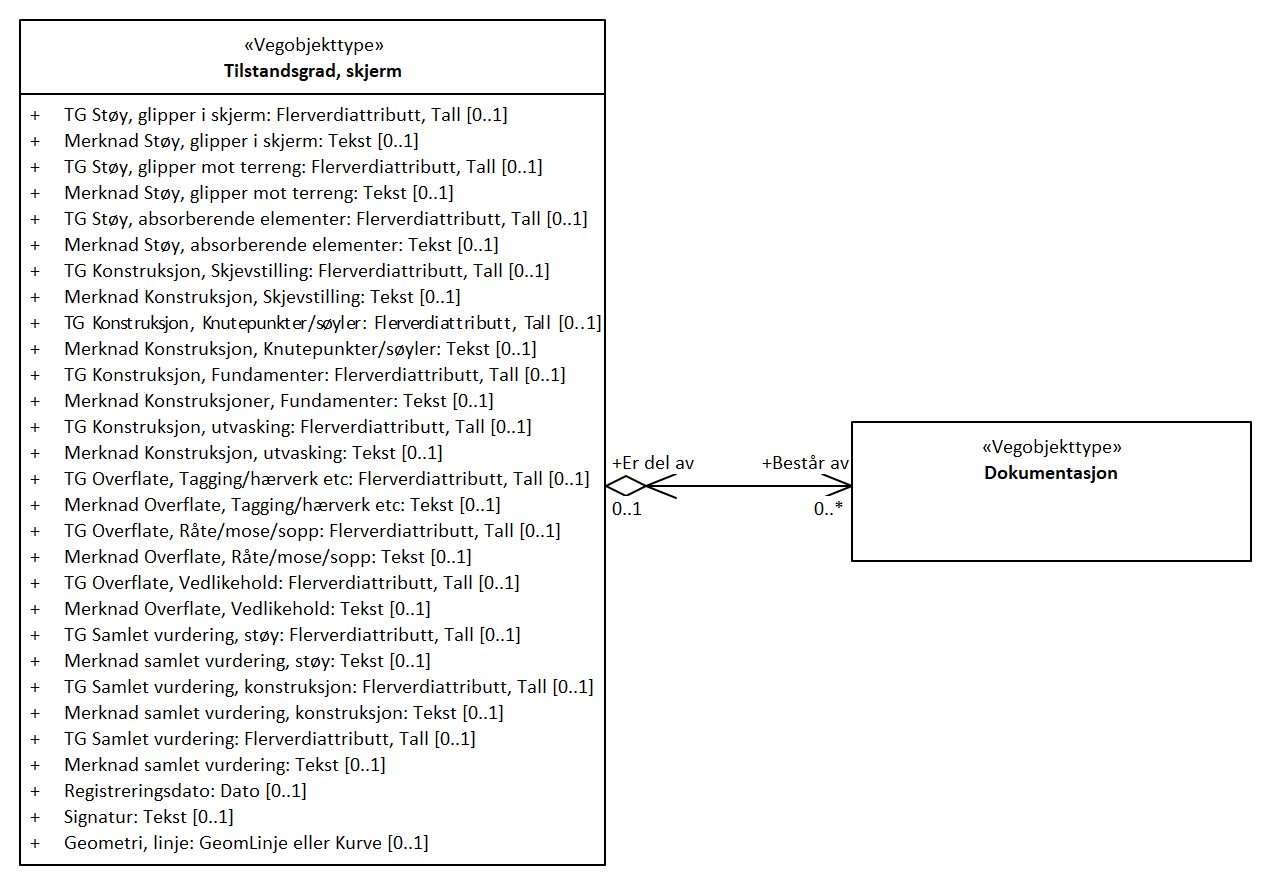 «Vegobjekttype»
Tilstandsgrad, skjerm
+ TG Støy, glipper i skjerm: Flerverdiattributt, Tall [0..1]
+ Merknad Støy, glipper i skjerm: Tekst [0..1]
+ TG Støy, glipper mot terreng: Flerverdiattributt, Tall [0..1]
+ Merknad Støy, glipper mot terreng: Tekst [0..1]
+ TG Støy, absorberende elementer: Flerverdiattributt, Tall [0..1]
+ Merknad Støy, absorberende elementer: Tekst [0..1]
+ TG Konstruksjon, Skjevstilling: Flerverdiattributt, Tall [0..1]
+ Merknad Konstruksjon, Skjevstilling: Tekst [0..1]
+ TG Konstruksjon, Knutepunkter/søyler: Flerverdiattributt, Tall [0..1]
+ Merknad Konstruksjon, Knutepunkter/søyler: Tekst [0..1]
+ TG Konstruksjon, Fundamenter: Flerverdiattributt, Tall [0..1]
+ Merknad Konstruksjoner, Fundamenter: Tekst [0..1]
+ TG Konstruksjon, utvasking: Flerverdiattributt, Tall [0..1]
+ Merknad Konstruksjon, utvasking: Tekst [0..1]
+ TG Overflate, Tagging/hærverk etc: Flerverdiattributt, Tall [0..1]
+ Merknad Overflate, Tagging/hærverk etc: Tekst [0..1]
+ TG Overflate, Råte/mose/sopp: Flerverdiattributt, Tall [0..1]
+ Merknad Overflate, Råte/mose/sopp: Tekst [0..1]
+ TG Overflate, Vedlikehold: Flerverdiattributt, Tall [0..1]
+ Merknad Overflate, Vedlikehold: Tekst [0..1]
+ TG Samlet vurdering, støy: Flerverdiattributt, Tall [0..1]
+ Merknad samlet vurdering, støy: Tekst [0..1]
+ TG Samlet vurdering, konstruksjon: Flerverdiattributt, Tall [0..1]
+ Merknad samlet vurdering, konstruksjon: Tekst [0..1]
+ TG Samlet vurdering: Flerverdiattributt, Tall [0..1]
+ Merknad samlet vurdering: Tekst [0..1]
+ Registreringsdato: Dato [0..1]
+ Signatur: Tekst [0..1]
+ Geometri, linje: GeomLinje eller Kurve [0..1]
+Er del av
0..1
+Består av
0..*
«Vegobjekttype»
Dokumentasjon